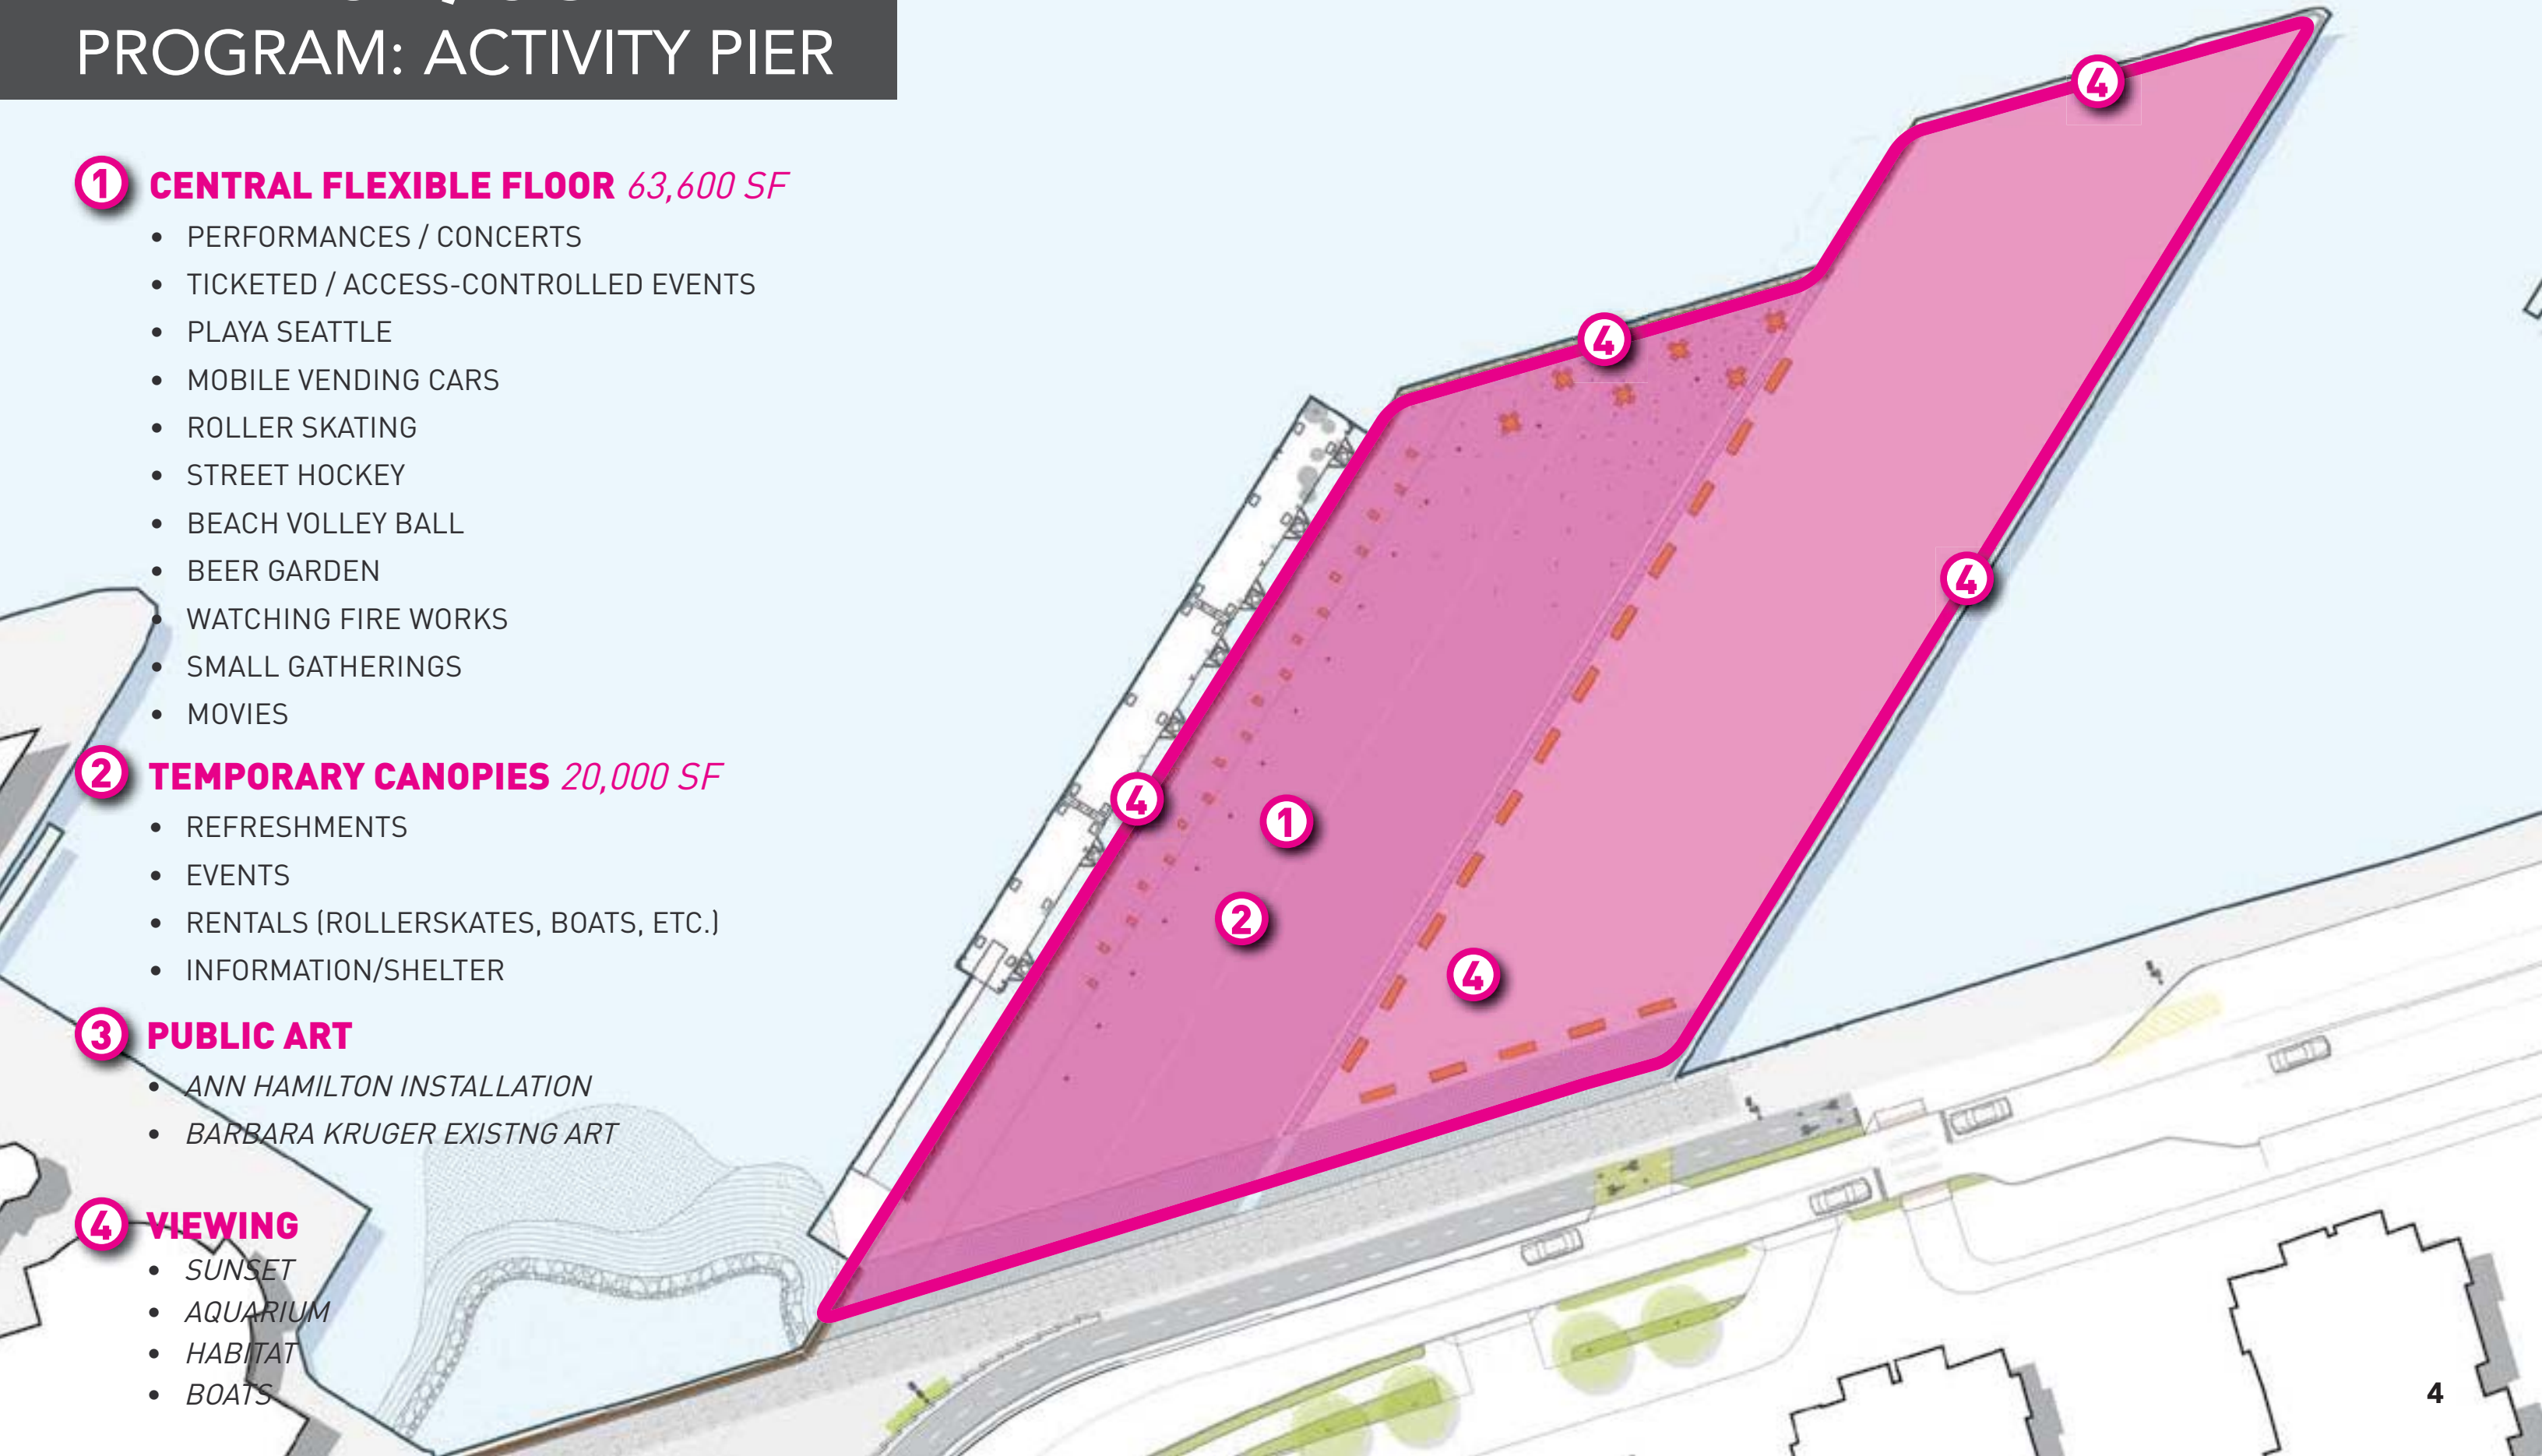 PROGRAM: ACTIVITY PIER
1 CENTRAL FLEXIBLE FLOOR 63,600 SF
• PERFORMANCES / CONCERTS
• TICKETED / ACCESS-CONTROLLED EVENTS
• PLAYA SEATTLE
• MOBILE VENDING CARS
• ROLLER SKATING
• STREET HOCKEY
• BEACH VOLLEY BALL
• BEER GARDEN
• WATCHING FIRE WORKS
• SMALL GATHERINGS
• MOVIES
2 TEMPORARY CANOPIES 20,000 SF
• REFRESHMENTS
• EVENTS
• RENTALS (ROLLERSKATES, BOATS, ETC.)
• INFORMATION/SHELTER
3 PUBLIC ART
• ANN HAMILTON INSTALLATION
• BARBARA KRUGER EXISTNG ART
4 VIEWING
• SUNSET
• AQUARIUM
• HABITAT
• BOATS
4
4
4
4
1
2
4
4